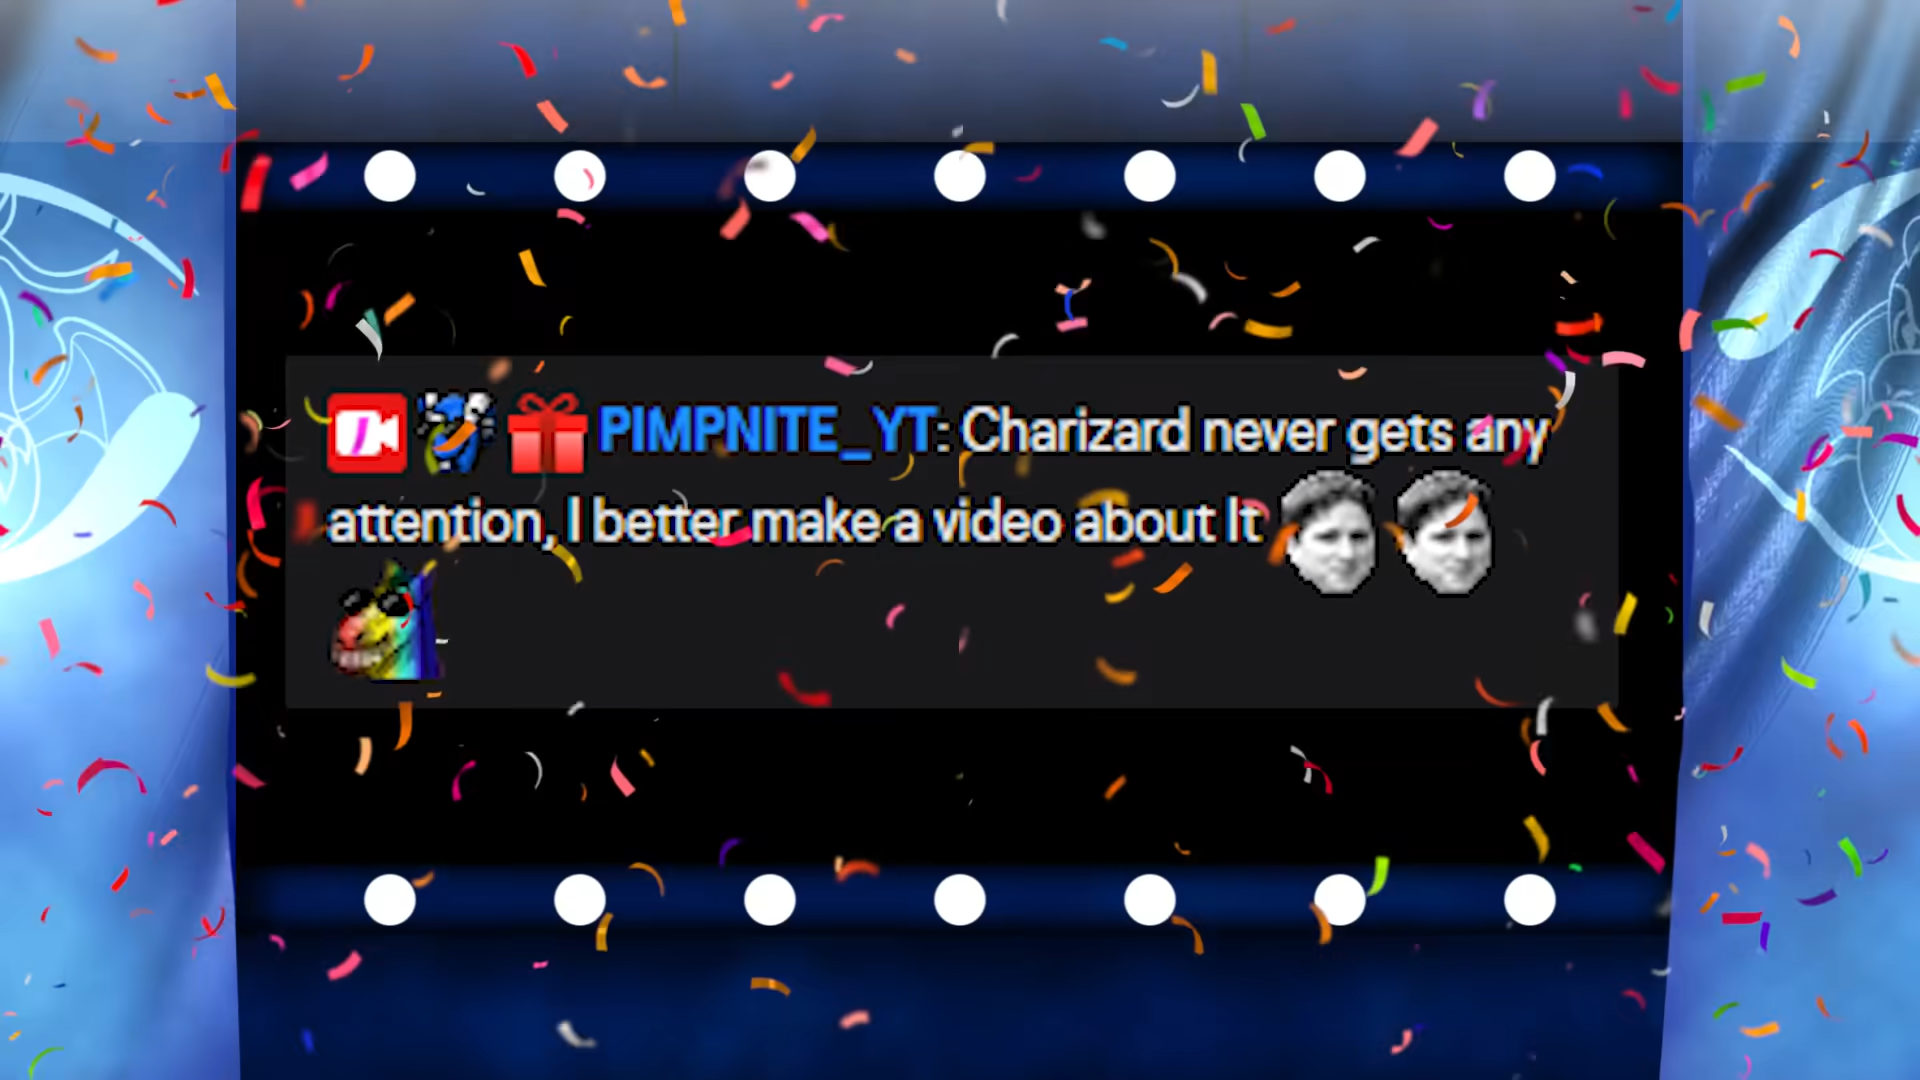 PIMPNITE_YT: Charizard never gets any
attention, I better make a video about It